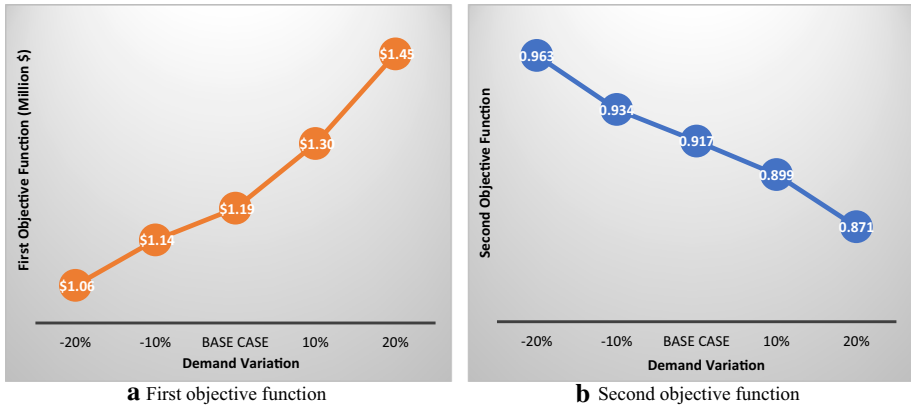 First Objective Function (Million $)
$1.06
$1.14
$1.19
$1.30
$1.45
-20% -10% BASE CASE 10% 20%
Demand Variation
a First objective function
Second Objective Function
0.963
0.934
0.917
0.899
0.871
-20% -10% BASE CASE 10% 20%
Demand Variation
b Second objective function